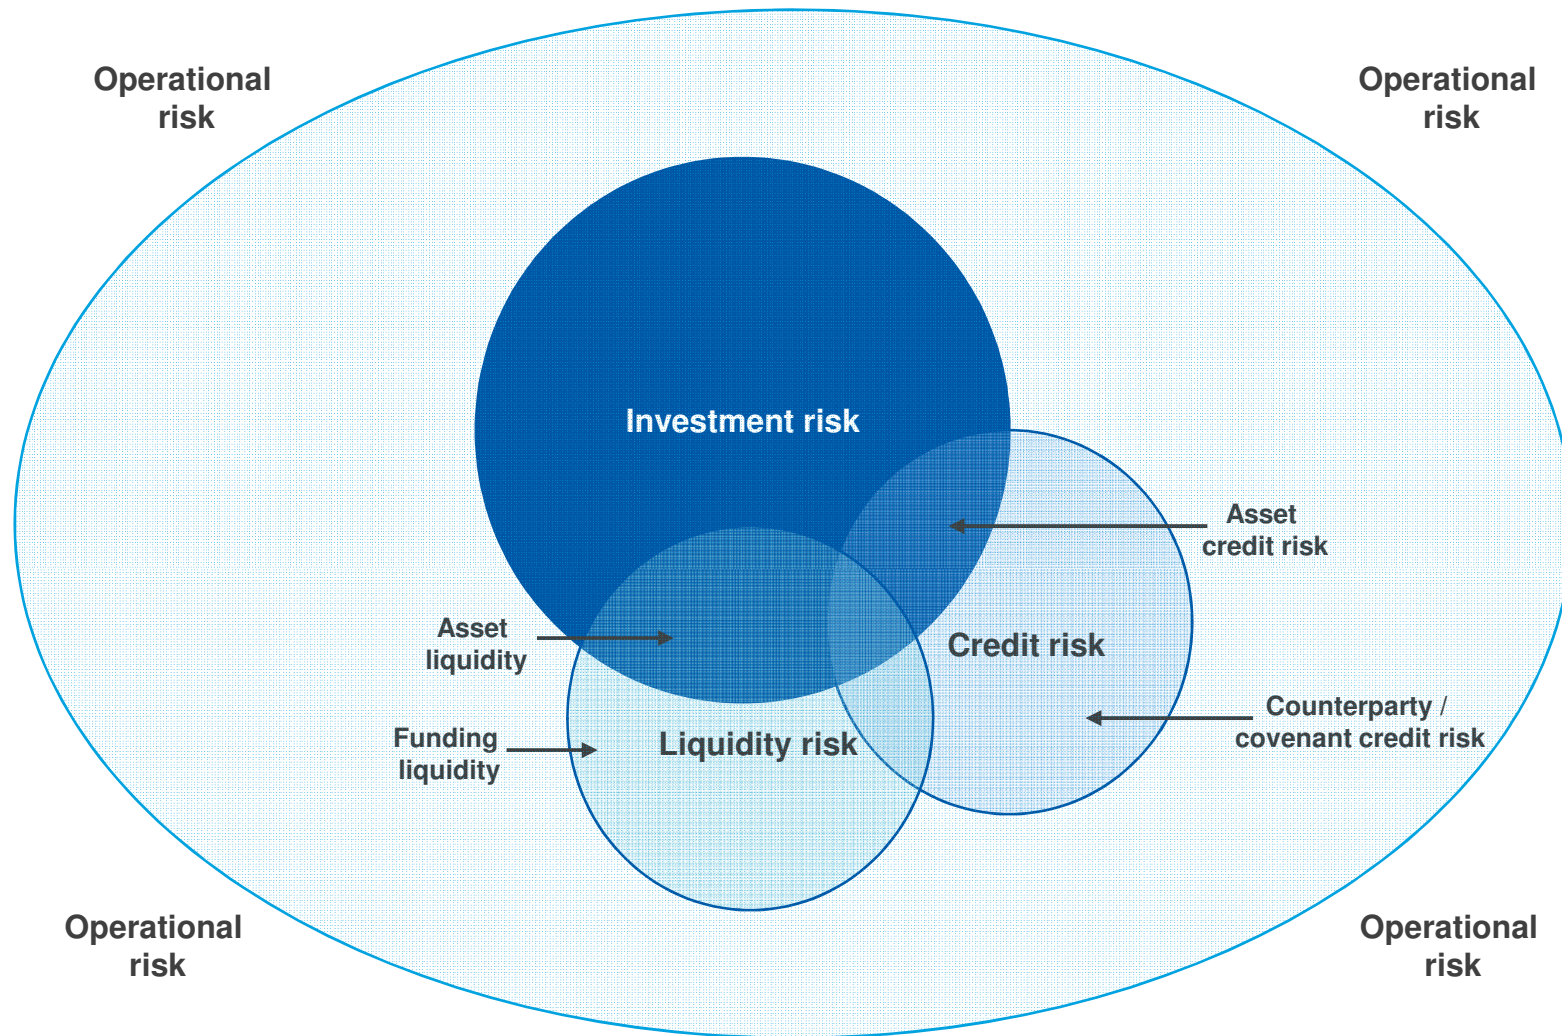 Operational
risk
Operational
risk
Investment risk
Asset
credit risk
Asset
liquidity
Credit risk
Counterparty /
covenant credit risk
Funding
liquidity
Liquidity risk
Operational
risk
Operational
risk